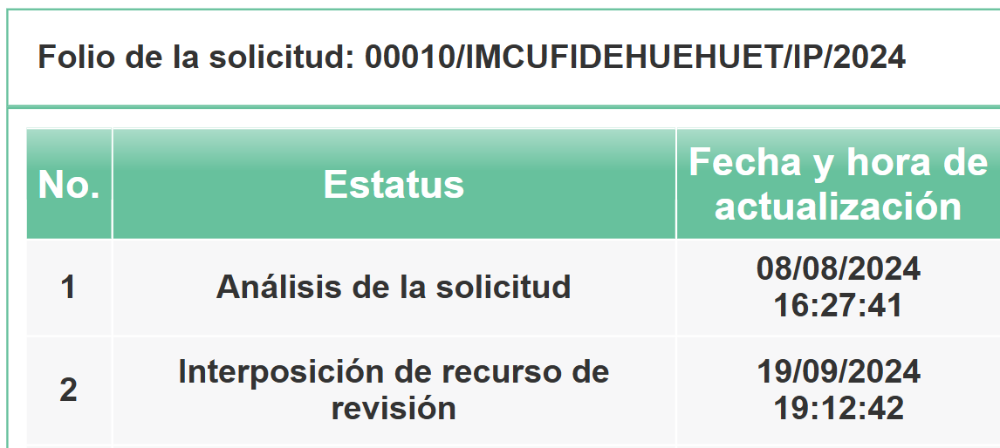 Folio de la solicitud: 00010/IMCUFIDEHUEHUET/IP/2024
No.
Estatus
Fecha y hora de
actualización
1
Análisis de la solicitud
08/08/2024
16:27:41
2
Interposición de recurso de
revisión
19/09/2024
19:12:42